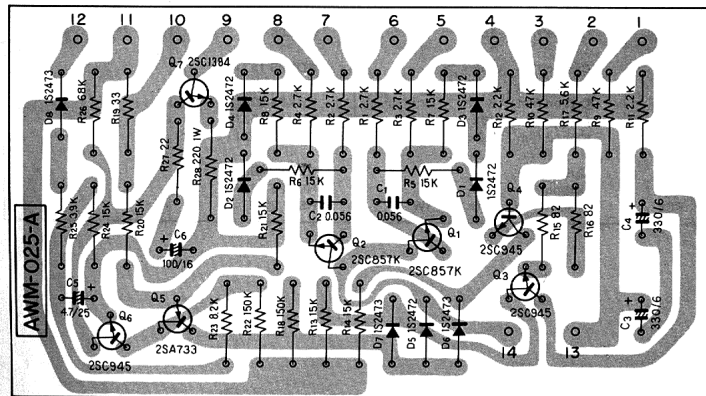 12 11 10 9 8 7 6 5 4 3 2 1
Q7 2SC1384
D8 1S2473
R26 68K
R19 33
D4 1S2472
R8 15K
R4 2.7K
R2 2.7K
R1 2.7K
R3 2.7K
R7 15K
D3 1S2472
R12 2.2K
R10 47K
R17 5.6K
R9 47K
R11 2.2K
R27 22
R28 220 1W
D2 1S2472
R6 15K
R5 15K
D1 1S2472
Q4
C2 0.056
C1 0.056
R25 33K
R24 15K
R20 15K
C6 + 100/16
R21 15K
Q2
2SC857K
Q1
2SC857K
2SC945
R15 82
R16 82
C4 + 330/6
AWM-025-A
C5 + 4.7/25
Q6
2SC945
Q5
2SA733
R23 8.2K
R22 150K
R18 150K
R13 15K
R14 15K
D7 1S2473
D5 1S2472
D6 1S2473
Q3
2SC945
C3 + 330/6
14 13